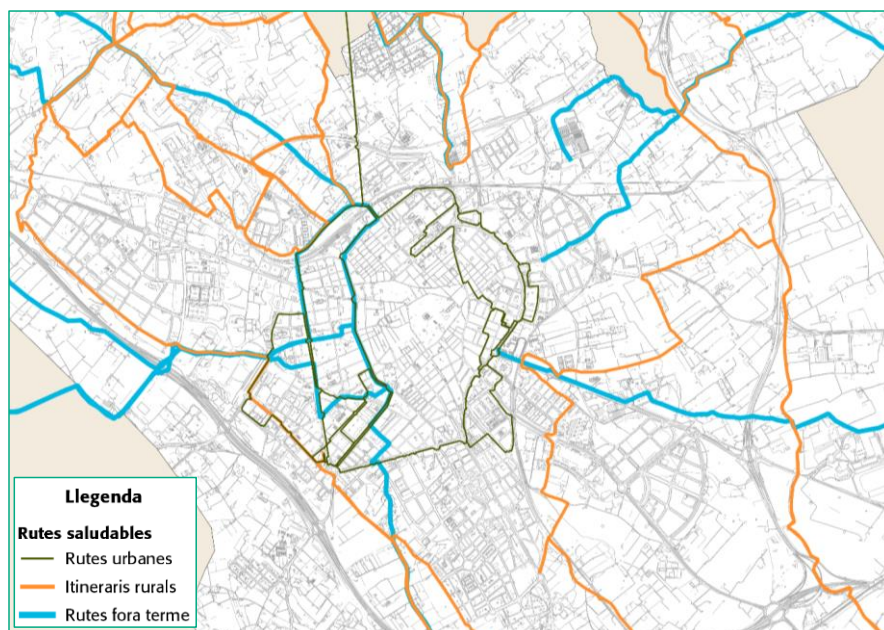 Llegenda
Rutes saludables
Rutes urbanes
Itineraris rurals
Rutes fora terme